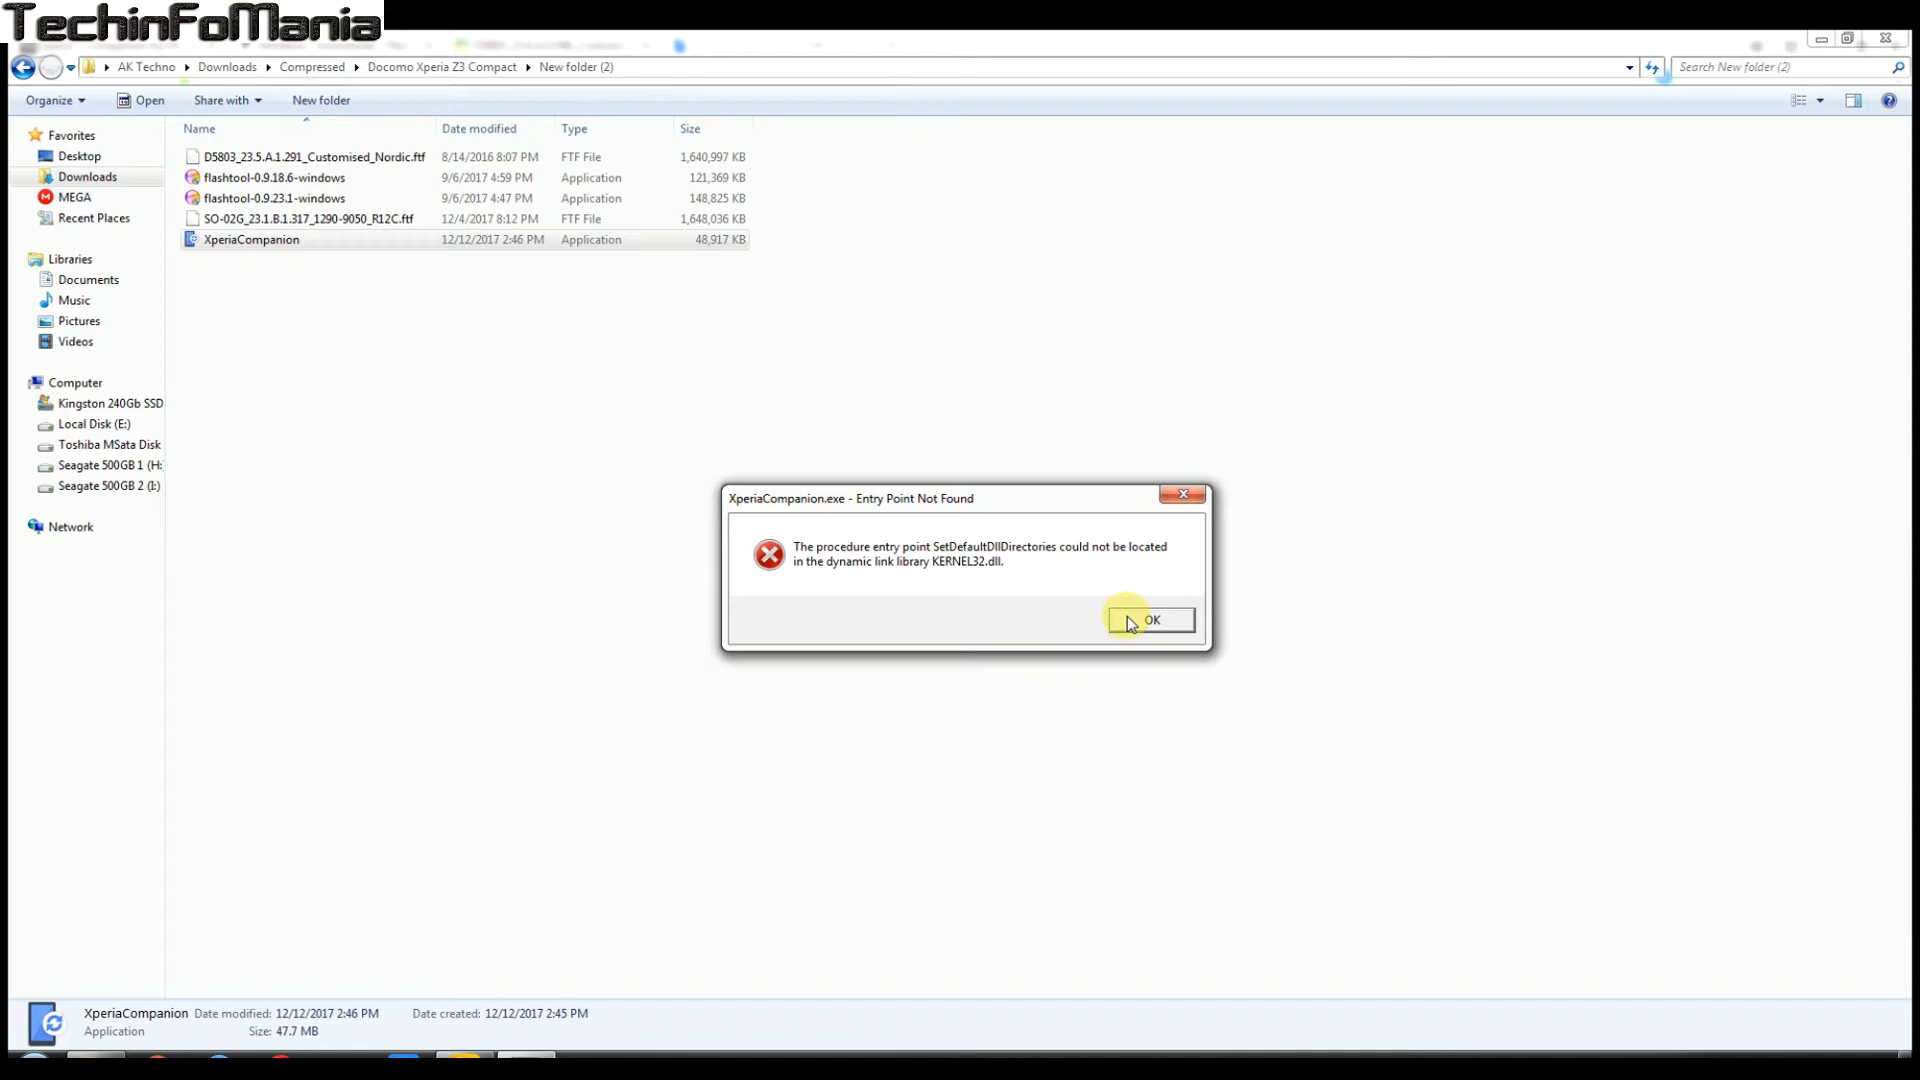 TechinFoMania
AK Techno Downloads Compressed Docomo Xperia Z3 Compact New folder (2)
Search New folder (2)
Organize Open Share with New folder
Name Date modified Type Size
D5803_23.5.A.1.291_Customised_Nordic.ftf 8/14/2016 8:07 PM FTF File 1,640,997 KB
flashtool-0.9.18.6-windows 9/6/2017 4:59 PM Application 121,369 KB
flashtool-0.9.23.1-windows 9/6/2017 4:47 PM Application 148,825 KB
SO-02G_23.1.B.1.317_1290-9050_R12C.ftf 12/4/2017 8:12 PM FTF File 1,648,036 KB
XperiaCompanion 12/12/2017 2:46 PM Application 48,917 KB
Favorites
Desktop
Downloads
MEGA
Recent Places
Libraries
Documents
Music
Pictures
Videos
Computer
Kingston 240Gb SSD
Local Disk (E:)
Toshiba MSata Disk
Seagate 500GB 1 (H:
Seagate 500GB 2 (I:)
Network
XperiaCompanion.exe - Entry Point Not Found
The procedure entry point SetDefaultDllDirectories could not be located
in the dynamic link library KERNEL32.dll.
OK
XperiaCompanion Date modified: 12/12/2017 2:46 PM Date created: 12/12/2017 2:45 PM
Application Size: 47.7 MB